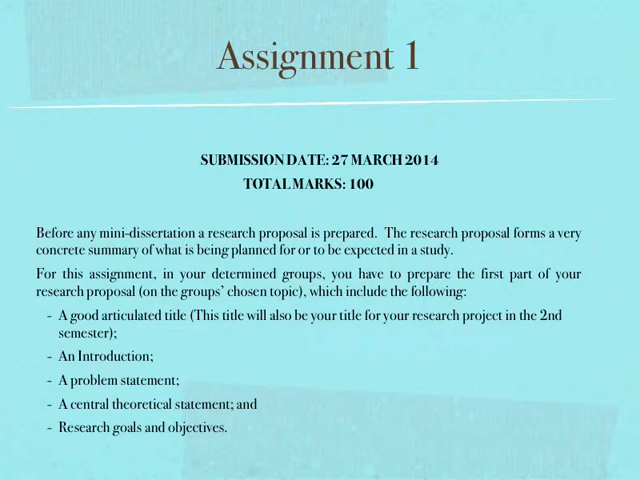 Assignment 1
SUBMISSION DATE: 27 MARCH 2014
TOTAL MARKS: 100
Before any mini-dissertation a research proposal is prepared. The research proposal forms a very
concrete summary of what is being planned for or to be expected in a study.
For this assignment, in your determined groups, you have to prepare the first part of your
research proposal (on the groups' chosen topic), which include the following:
- A good articulated title (This title will also be your title for your research project in the 2nd
semester);
- An Introduction;
- A problem statement;
- A central theoretical statement; and
- Research goals and objectives.